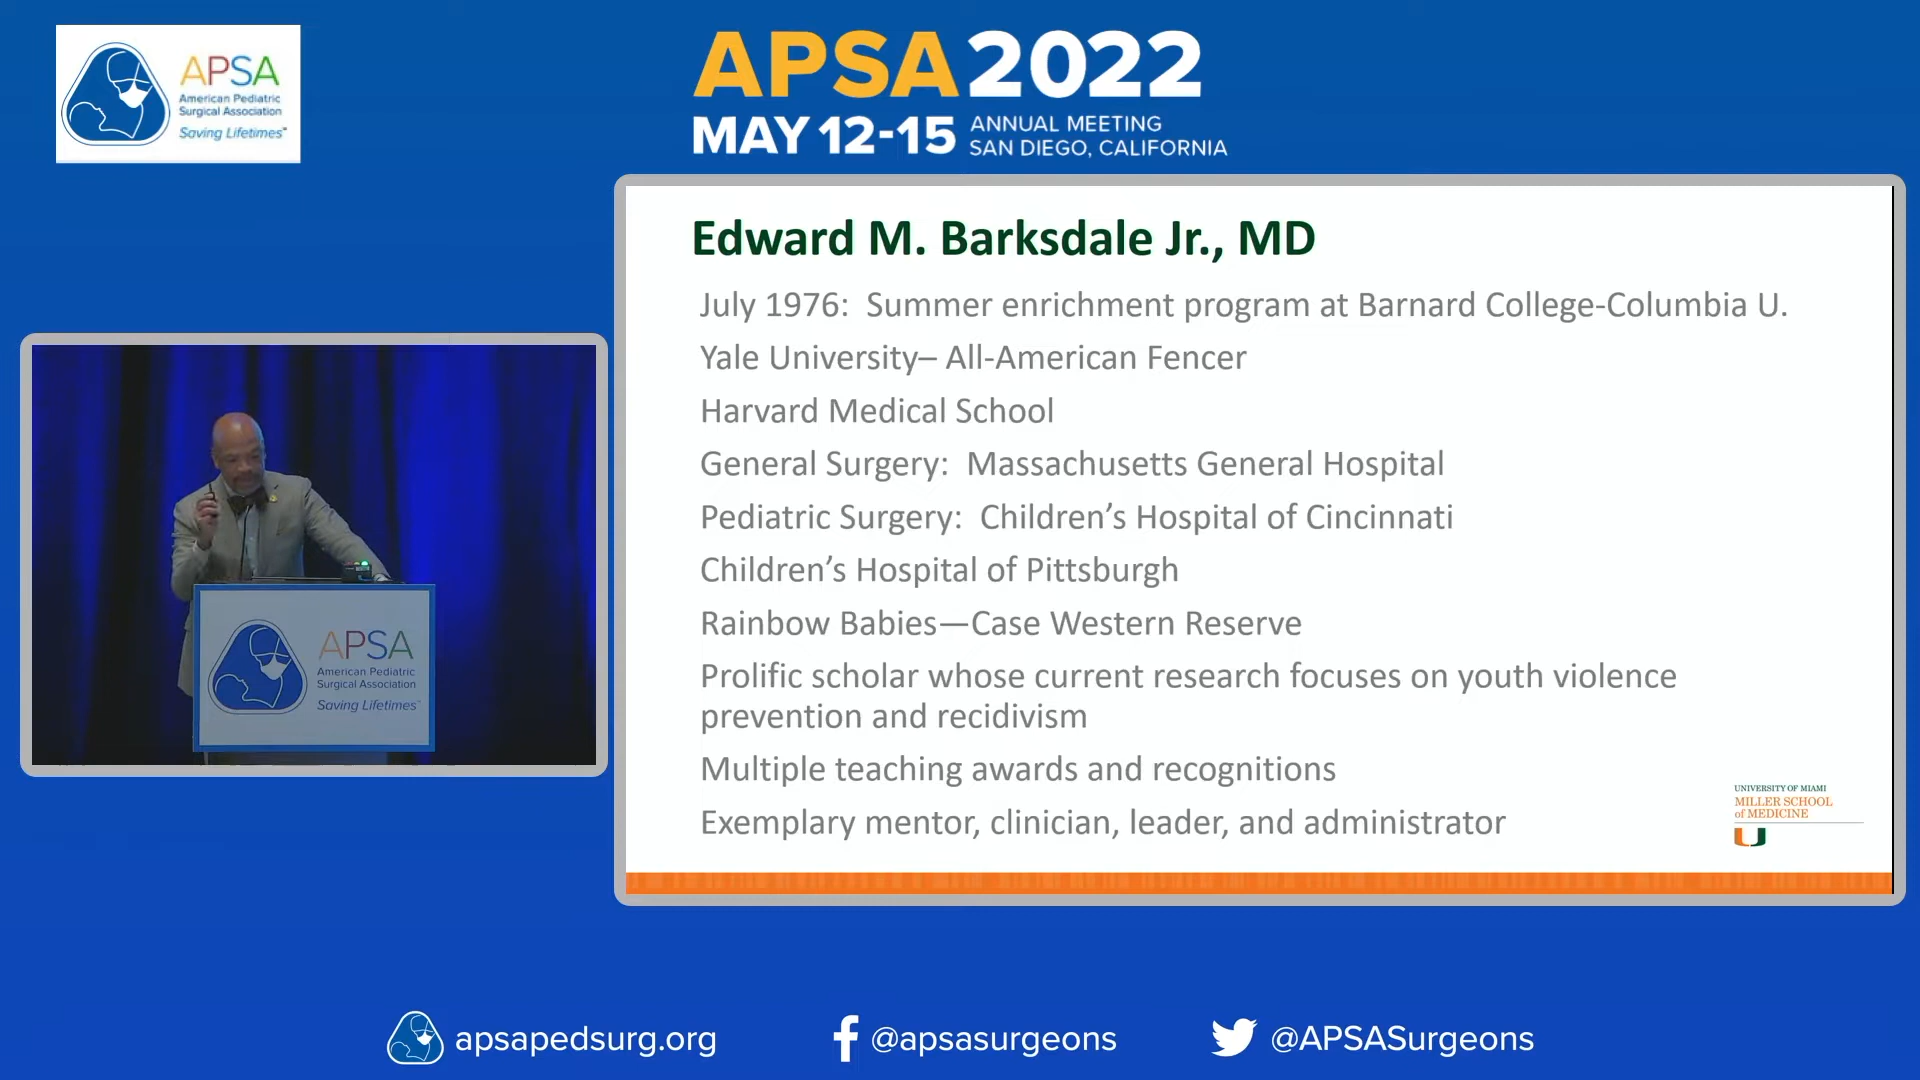 APSA
American Pediatric
Surgical Association
Saving Lifetimes
APSA 2022
MAY 12-15 ANNUAL MEETING
SAN DIEGO, CALIFORNIA
Edward M. Barksdale Jr., MD
July 1976:  Summer enrichment program at Barnard College-Columbia U.
Yale University– All-American Fencer
Harvard Medical School
General Surgery:  Massachusetts General Hospital
Pediatric Surgery:  Children’s Hospital of Cincinnati
Children’s Hospital of Pittsburgh
Rainbow Babies—Case Western Reserve
Prolific scholar whose current research focuses on youth violence
prevention and recidivism
Multiple teaching awards and recognitions
Exemplary mentor, clinician, leader, and administrator
UNIVERSITY OF MIAMI
MILLER SCHOOL
of MEDICINE
U
APSA
American Pediatric
Surgical Association
Saving Lifetimes
apsapedsurg.org
@apsasurgeons
@APSASurgeons